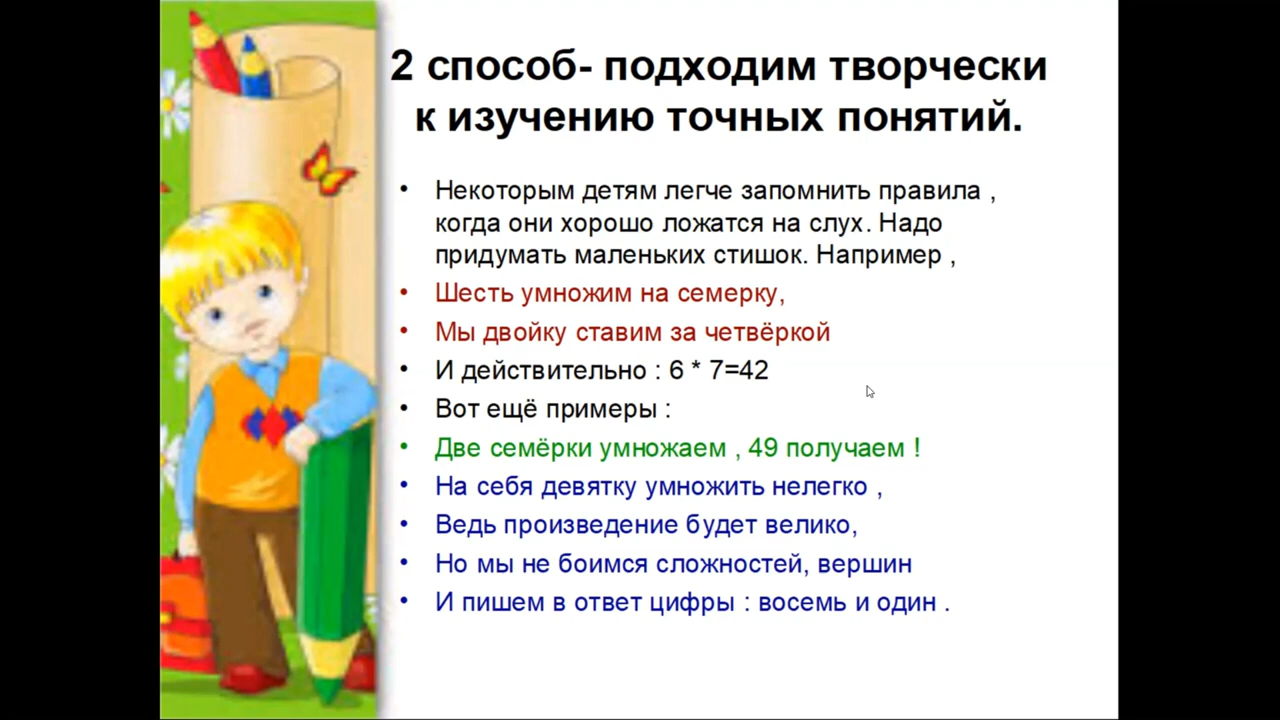 2 способ- подходим творчески
к изучению точных понятий.
• Некоторым детям легче запомнить правила ,
когда они хорошо ложатся на слух. Надо
придумать маленьких стишок. Например ,
• Шесть умножим на семерку,
• Мы двойку ставим за четвёркой
• И действительно : 6 * 7=42
• Вот ещё примеры :
• Две семёрки умножаем , 49 получаем !
• На себя девятку умножить нелегко ,
• Ведь произведение будет велико,
• Но мы не боимся сложностей, вершин
• И пишем в ответ цифры : восемь и один .